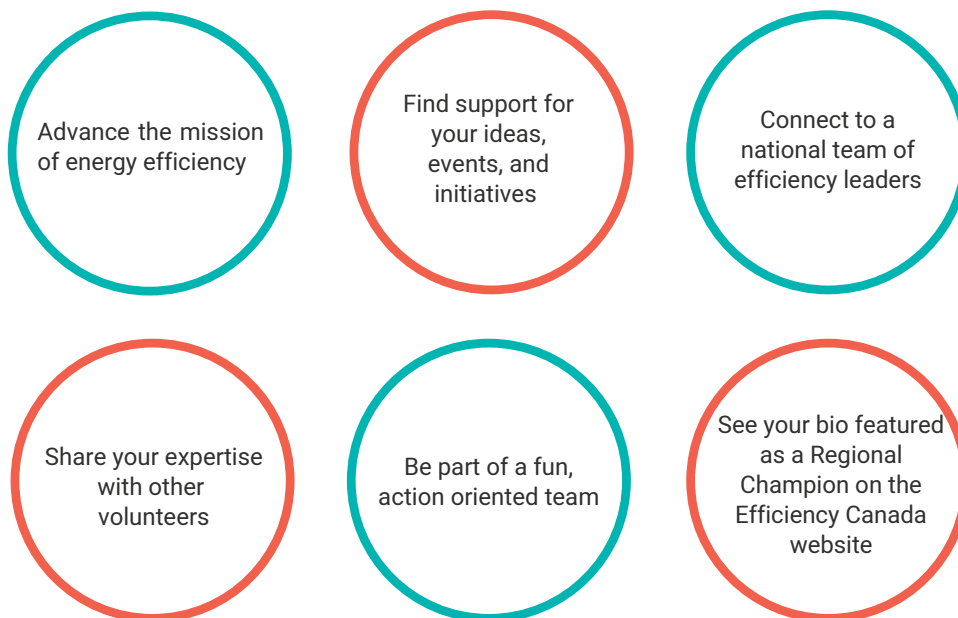 Advance the mission
of energy efficiency
Find support for
your ideas,
events, and
initiatives
Connect to a
national team of
efficiency leaders
Share your expertise
with other
volunteers
Be part of a fun,
action oriented team
See your bio featured
as a Regional
Champion on the
Efficiency Canada
website